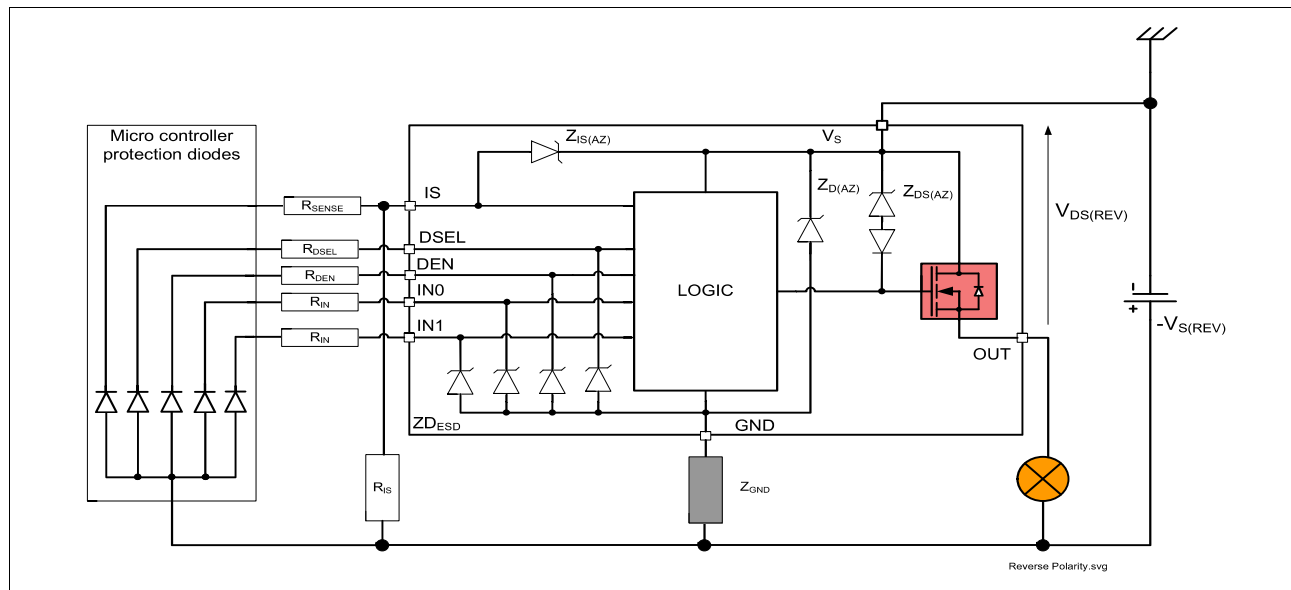 Micro controller
protection diodes
Z_IS(AZ)
V_S
Z_D(AZ)
Z_DS(AZ)
V_DS(REV)
R_SENSE
IS
R_DSEL
DSEL
R_DEN
DEN
R_IN
IN0
LOGIC
R_IN
IN1
-
+
-V_S(REV)
OUT
ZD_ESD
GND
R_IS
Z_GND
Reverse Polarity.svg